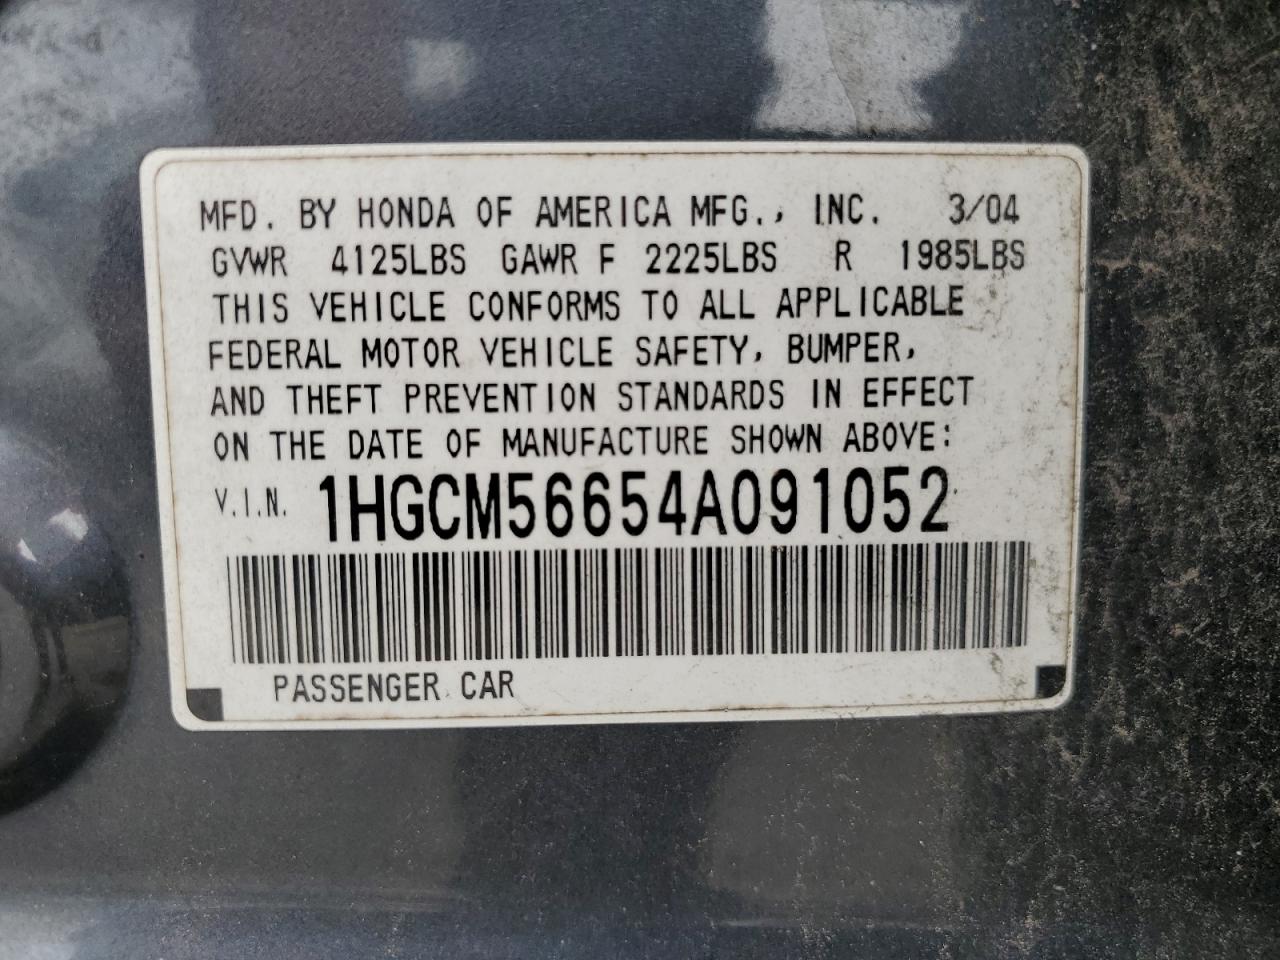 MFD. BY HONDA OF AMERICA MFG., INC. 3/04
GVWR 4125LBS GAWR F 2225LBS R 1985LBS
THIS VEHICLE CONFORMS TO ALL APPLICABLE
FEDERAL MOTOR VEHICLE SAFETY, BUMPER,
AND THEFT PREVENTION STANDARDS IN EFFECT
ON THE DATE OF MANUFACTURE SHOWN ABOVE:
V.I.N. 1HGCM56654A091052
PASSENGER CAR